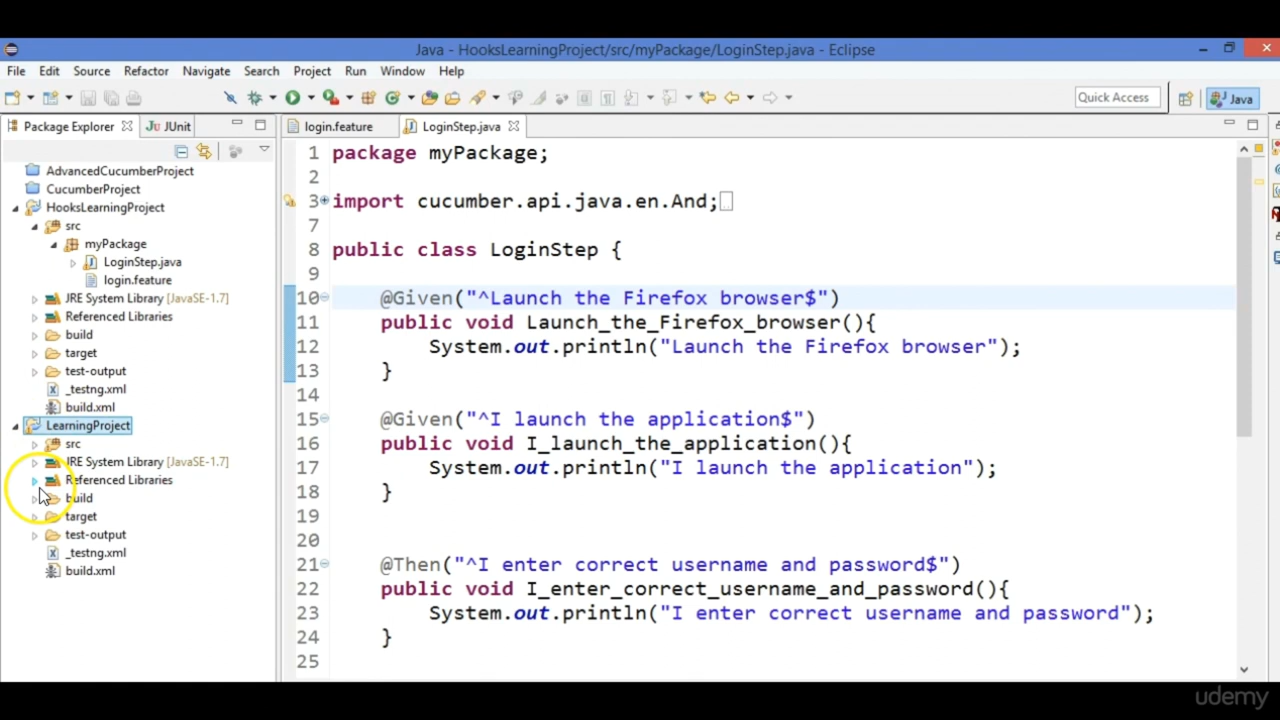 Java - HooksLearningProject/src/myPackage/LoginStep.java - Eclipse
File Edit Source Refactor Navigate Search Project Run Window Help
Quick Access
Java
Package Explorer
JUnit
login.feature
LoginStep.java
AdvancedCucumberProject
CucumberProject
HooksLearningProject
src
myPackage
LoginStep.java
login.feature
JRE System Library [JavaSE-1.7]
Referenced Libraries
build
target
test-output
_testng.xml
build.xml
LearningProject
src
JRE System Library [JavaSE-1.7]
Referenced Libraries
build
target
test-output
_testng.xml
build.xml
1 package myPackage;
2
3 import cucumber.api.java.en.And;
7
8 public class LoginStep {
9
10 @Given("^Launch the Firefox browser$")
11 public void Launch_the_Firefox_browser(){
12 System.out.println("Launch the Firefox browser");
13 }
14
15 @Given("^I launch the application$")
16 public void I_launch_the_application(){
17 System.out.println("I launch the application");
18 }
19
20
21 @Then("^I enter correct username and password$")
22 public void I_enter_correct_username_and_password(){
23 System.out.println("I enter correct username and password");
24 }
25
udemy